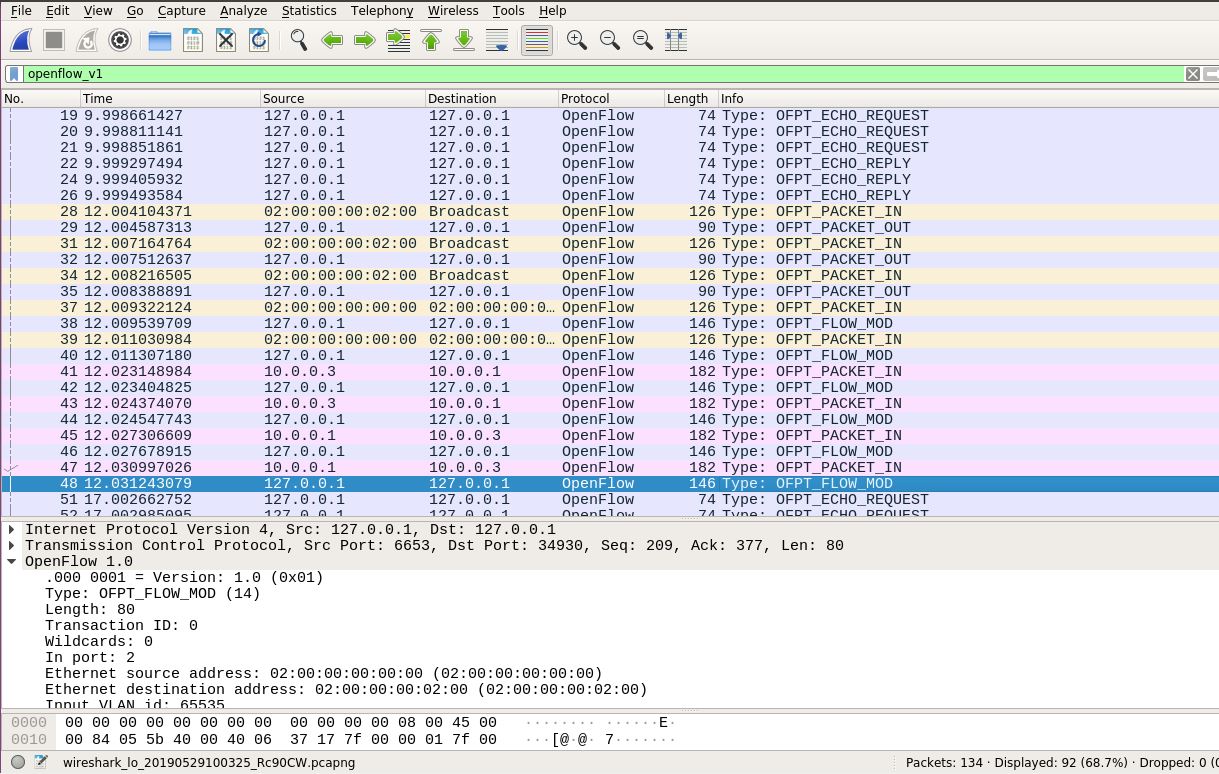 File Edit View Go Capture Analyze Statistics Telephony Wireless Tools Help
openflow_v1
No. Time Source Destination Protocol Length Info
19 9.998661427 127.0.0.1 127.0.0.1 OpenFlow 74 Type: OFPT_ECHO_REQUEST
20 9.998811141 127.0.0.1 127.0.0.1 OpenFlow 74 Type: OFPT_ECHO_REQUEST
21 9.998851861 127.0.0.1 127.0.0.1 OpenFlow 74 Type: OFPT_ECHO_REQUEST
22 9.999297494 127.0.0.1 127.0.0.1 OpenFlow 74 Type: OFPT_ECHO_REPLY
24 9.999405932 127.0.0.1 127.0.0.1 OpenFlow 74 Type: OFPT_ECHO_REPLY
26 9.999493584 127.0.0.1 127.0.0.1 OpenFlow 74 Type: OFPT_ECHO_REPLY
28 12.004104371 02:00:00:00:02:00 Broadcast OpenFlow 126 Type: OFPT_PACKET_IN
29 12.004587313 127.0.0.1 127.0.0.1 OpenFlow 90 Type: OFPT_PACKET_OUT
31 12.007164764 02:00:00:00:02:00 Broadcast OpenFlow 126 Type: OFPT_PACKET_IN
32 12.007512637 127.0.0.1 127.0.0.1 OpenFlow 90 Type: OFPT_PACKET_OUT
34 12.008216505 02:00:00:00:02:00 Broadcast OpenFlow 126 Type: OFPT_PACKET_IN
35 12.008388891 127.0.0.1 127.0.0.1 OpenFlow 90 Type: OFPT_PACKET_OUT
37 12.009322124 02:00:00:00:00:00 02:00:00:00:0… OpenFlow 126 Type: OFPT_PACKET_IN
38 12.009539709 127.0.0.1 127.0.0.1 OpenFlow 146 Type: OFPT_FLOW_MOD
39 12.011030984 02:00:00:00:00:00 02:00:00:00:0… OpenFlow 126 Type: OFPT_PACKET_IN
40 12.011307180 127.0.0.1 127.0.0.1 OpenFlow 146 Type: OFPT_FLOW_MOD
41 12.023148984 10.0.0.3 10.0.0.1 OpenFlow 182 Type: OFPT_PACKET_IN
42 12.023404825 127.0.0.1 127.0.0.1 OpenFlow 146 Type: OFPT_FLOW_MOD
43 12.024374070 10.0.0.3 10.0.0.1 OpenFlow 182 Type: OFPT_PACKET_IN
44 12.024547743 127.0.0.1 127.0.0.1 OpenFlow 146 Type: OFPT_FLOW_MOD
45 12.027306609 10.0.0.1 10.0.0.3 OpenFlow 182 Type: OFPT_PACKET_IN
46 12.027678915 127.0.0.1 127.0.0.1 OpenFlow 146 Type: OFPT_FLOW_MOD
47 12.030997026 10.0.0.1 10.0.0.3 OpenFlow 182 Type: OFPT_PACKET_IN
48 12.031243079 127.0.0.1 127.0.0.1 OpenFlow 146 Type: OFPT_FLOW_MOD
51 17.002662752 127.0.0.1 127.0.0.1 OpenFlow 74 Type: OFPT_ECHO_REQUEST
52 17.002985095 127.0.0.1 127.0.0.1 OpenFlow 74 Type: OFPT_ECHO_REQUEST
Internet Protocol Version 4, Src: 127.0.0.1, Dst: 127.0.0.1
Transmission Control Protocol, Src Port: 6653, Dst Port: 34930, Seq: 209, Ack: 377, Len: 80
OpenFlow 1.0
.000 0001 = Version: 1.0 (0x01)
Type: OFPT_FLOW_MOD (14)
Length: 80
Transaction ID: 0
Wildcards: 0
In port: 2
Ethernet source address: 02:00:00:00:00:00 (02:00:00:00:00:00)
Ethernet destination address: 02:00:00:00:02:00 (02:00:00:00:02:00)
Input VLAN id: 65535
0000 00 00 00 00 00 00 00 00 00 00 00 00 08 00 45 00 ········ ······E·
0010 00 84 05 5b 40 00 40 06 37 17 7f 00 00 01 7f 00 ···[@·@· 7·······
wireshark_lo_20190529100325_Rc90CW.pcapng Packets: 134 · Displayed: 92 (68.7%) · Dropped: 0 (0